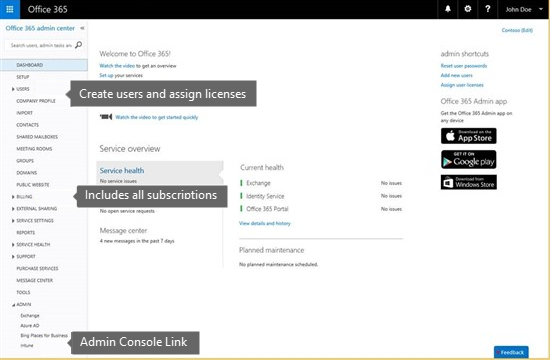 Office 365
John Doe
Office 365 admin center
Search users, admin tasks an
Contoso (Edit)
DASHBOARD
SETUP
USERS
COMPANY PROFILE
IMPORT
CONTACTS
SHARED MAILBOXES
MEETING ROOMS
GROUPS
DOMAINS
PUBLIC WEBSITE
BILLING
EXTERNAL SHARING
SERVICE SETTINGS
REPORTS
SERVICE HEALTH
SUPPORT
PURCHASE SERVICES
MESSAGE CENTER
TOOLS
ADMIN
Exchange
Azure AD
Bing Places for Business
Intune
Create users and assign licenses
Includes all subscriptions
Admin Console Link
Welcome to Office 365!
Watch the video to get an overview
Set up your services
Watch the video to get started quickly
Service overview
Service health
No service issues
No open service requests
Message center
4 new messages in the past 7 days
Current health
Exchange No issues
Identity Service No issues
Office 365 Portal No issues
View details and history
Planned maintenance
No planned maintenance scheduled.
admin shortcuts
Reset user passwords
Add new users
Assign user licenses
Office 365 Admin app
Get the Office 365 Admin app on
any device
Download on the
App Store
GET IT ON
Google play
Download from
Windows Store
Feedback